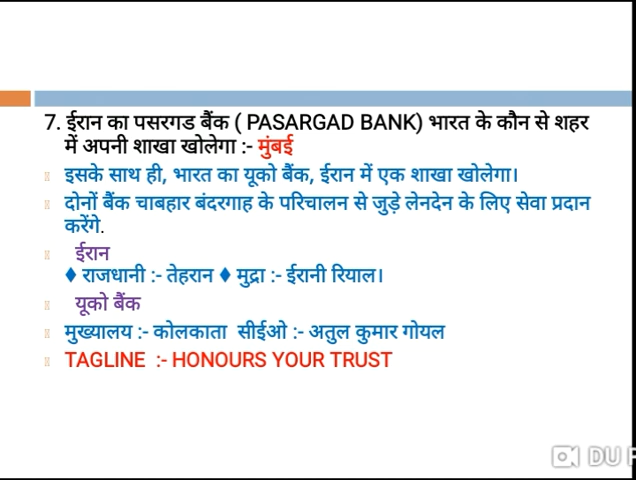 7. ईरान का पसरगड बैंक ( PASARGAD BANK) भारत के कौन से शहर
में अपनी शाखा खोलेगा :- मुंबई
इसके साथ ही, भारत का यूको बैंक, ईरान में एक शाखा खोलेगा।
दोनों बैंक चाबहार बंदरगाह के परिचालन से जुड़े लेनदेन के लिए सेवा प्रदान
करेंगे.
ईरान
♦ राजधानी :- तेहरान ♦ मुद्रा :- ईरानी रियाल।
यूको बैंक
मुख्यालय :- कोलकाता सीईओ :- अतुल कुमार गोयल
TAGLINE :- HONOURS YOUR TRUST
DU